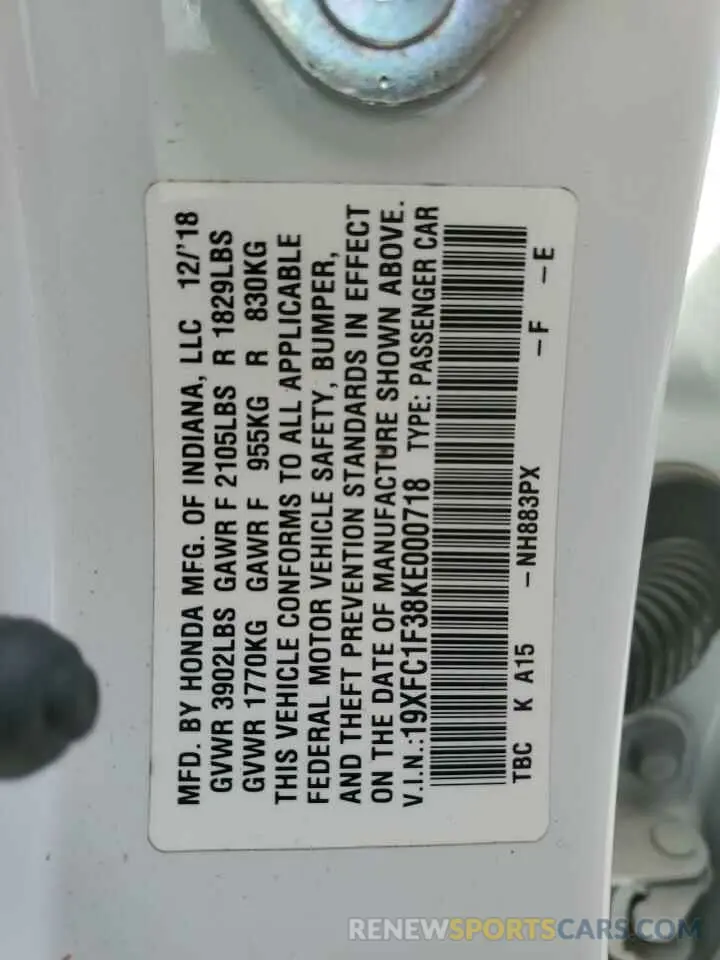 MFD. BY HONDA MFG. OF INDIANA, LLC 12/'18
GVWR 3902LBS GAWR F 2105LBS R 1829LBS
GVWR 1770KG GAWR F 955KG R 830KG
THIS VEHICLE CONFORMS TO ALL APPLICABLE
FEDERAL MOTOR VEHICLE SAFETY, BUMPER,
AND THEFT PREVENTION STANDARDS IN EFFECT
ON THE DATE OF MANUFACTURE SHOWN ABOVE.
V.I.N.:19XFC1F38KE000718 TYPE: PASSENGER CAR
TBC K A15 –NH883PX –F –E
RENEWSPORTSCARS.COM